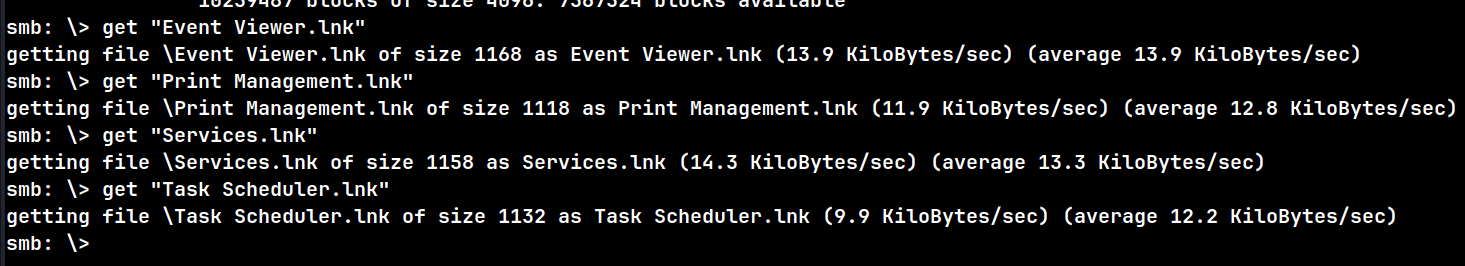 10239487 blocks of size 4096. 7387324 blocks available
smb: \> get "Event Viewer.lnk"
getting file \Event Viewer.lnk of size 1168 as Event Viewer.lnk (13.9 KiloBytes/sec) (average 13.9 KiloBytes/sec)
smb: \> get "Print Management.lnk"
getting file \Print Management.lnk of size 1118 as Print Management.lnk (11.9 KiloBytes/sec) (average 12.8 KiloBytes/sec)
smb: \> get "Services.lnk"
getting file \Services.lnk of size 1158 as Services.lnk (14.3 KiloBytes/sec) (average 13.3 KiloBytes/sec)
smb: \> get "Task Scheduler.lnk"
getting file \Task Scheduler.lnk of size 1132 as Task Scheduler.lnk (9.9 KiloBytes/sec) (average 12.2 KiloBytes/sec)
smb: \>